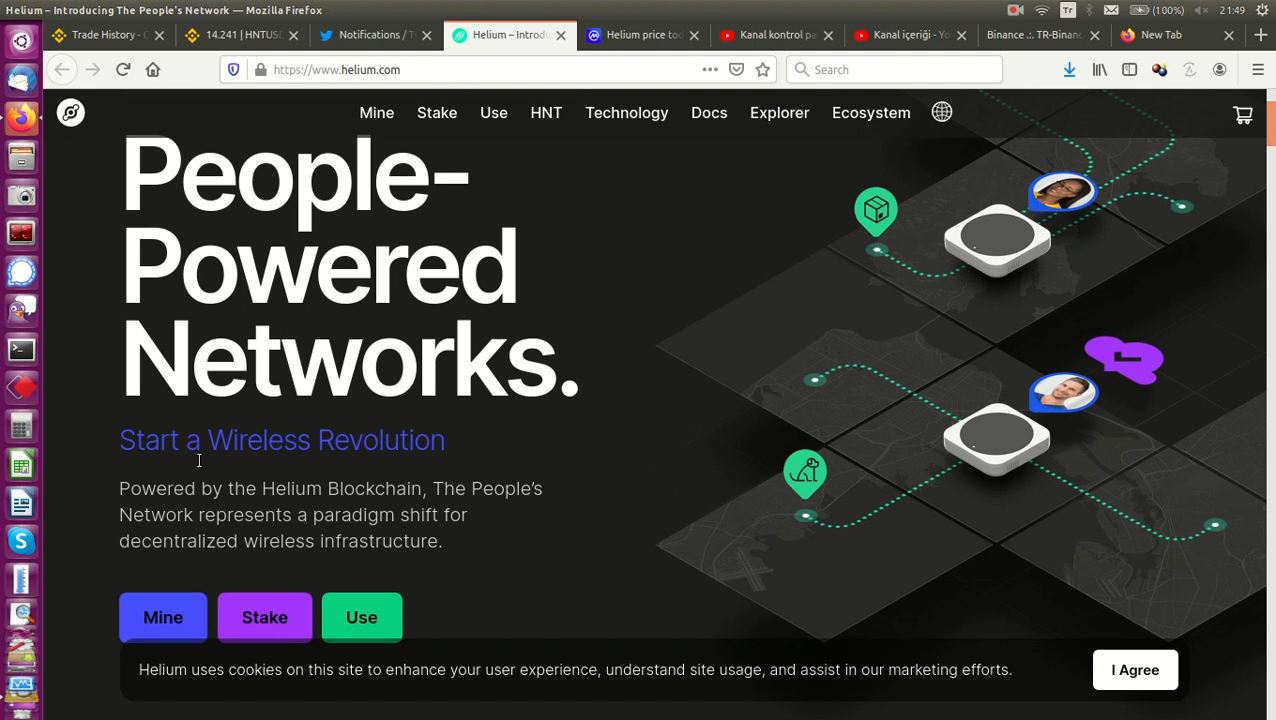 Helium – Introducing The People's Network — Mozilla Firefox
Tr
(100%)
21:49
Trade History - C
14.241 | HNTUSD
Notifications / T
Helium – Introdu
Helium price tod
Kanal kontrol pa
Kanal içeriği - Yo
Binance .:. TR-Binanc
New Tab
https://www.helium.com
Search
Mine
Stake
Use
HNT
Technology
Docs
Explorer
Ecosystem
People-
Powered
Networks.
Start a Wireless Revolution
Powered by the Helium Blockchain, The People's
Network represents a paradigm shift for
decentralized wireless infrastructure.
Mine
Stake
Use
Helium uses cookies on this site to enhance your user experience, understand site usage, and assist in our marketing efforts.
I Agree